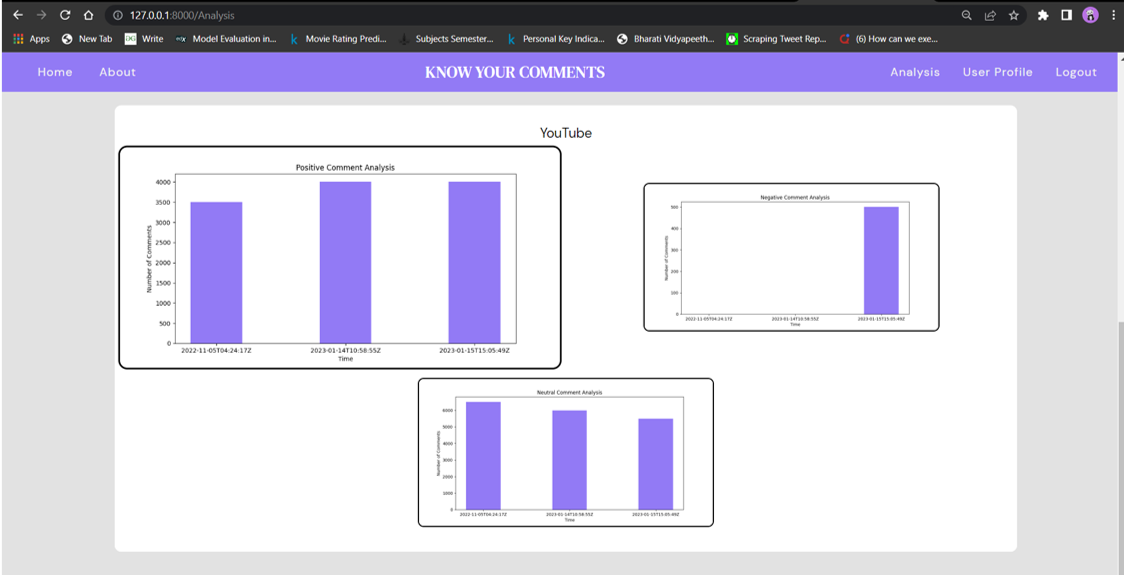 127.0.0.1:8000/Analysis
Apps New Tab Write Model Evaluation in... Movie Rating Predi... Subjects Semester... Personal Key Indica... Bharati Vidyapeeth... Scraping Tweet Rep... (6) How can we exe...
Home About KNOW YOUR COMMENTS Analysis User Profile Logout
YouTube
Positive Comment Analysis
Number of Comments
4000
3500
3000
2500
2000
1500
1000
500
0
2022-11-05T04:24:17Z 2023-01-14T10:58:55Z 2023-01-15T15:05:49Z
Time
Negative Comment Analysis
Number of Comments
500
400
300
200
100
0
2022-11-05T04:24:17Z 2023-01-14T10:58:55Z 2023-01-15T15:05:49Z
Time
Neutral Comment Analysis
Number of Comments
6000
5000
4000
3000
2000
1000
0
2022-11-05T04:24:17Z 2023-01-14T10:58:55Z 2023-01-15T15:05:49Z
Time